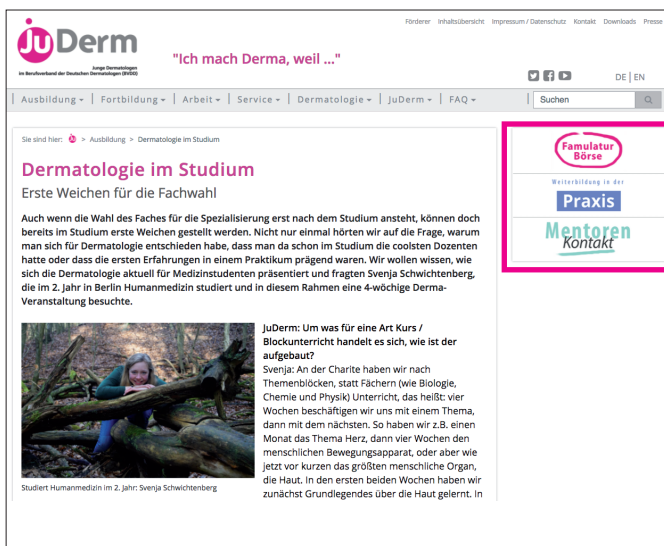 Förderer Inhaltsübersicht Impressum / Datenschutz Kontakt Downloads Presse
JuDerm
Junge Dermatologen
im Berufsverband der Deutschen Dermatologen (BVDD)
"Ich mach Derma, weil ..."
DE | EN
Ausbildung | Fortbildung | Arbeit | Service | Dermatologie | JuDerm | FAQ
Suchen
Sie sind hier: Ju > Ausbildung > Dermatologie im Studium
Dermatologie im Studium
Erste Weichen für die Fachwahl
Auch wenn die Wahl des Faches für die Spezialisierung erst nach dem Studium ansteht, können doch
bereits im Studium erste Weichen gestellt werden. Nicht nur einmal hörten wir auf die Frage, warum
man sich für Dermatologie entschieden habe, dass man da schon im Studium die coolsten Dozenten
hatte oder dass die ersten Erfahrungen in einem Praktikum prägend waren. Wir wollen wissen, wie
sich die Dermatologie aktuell für Medizinstudenten präsentiert und fragten Svenja Schwichtenberg,
die im 2. Jahr in Berlin Humanmedizin studiert und in diesem Rahmen eine 4-wöchige Derma-
Veranstaltung besuchte.
JuDerm: Um was für eine Art Kurs /
Blockunterricht handelt es sich, wie ist der
aufgebaut?
Svenja: An der Charite haben wir nach
Themenblöcken, statt Fächern (wie Biologie,
Chemie und Physik) Unterricht, das heißt: vier
Wochen beschäftigen wir uns mit einem Thema,
dann mit dem nächsten. So haben wir z.B. einen
Monat das Thema Herz, dann vier Wochen den
menschlichen Bewegungsapparat, oder aber wie
jetzt vor kurzen das größten menschliche Organ,
die Haut. In den ersten beiden Wochen haben wir
zunächst Grundlegendes über die Haut gelernt. In
Studiert Humanmedizin im 2. Jahr: Svenja Schwichtenberg
Famulatur
Börse
Weiterbildung in der
Praxis
Mentoren
Kontakt